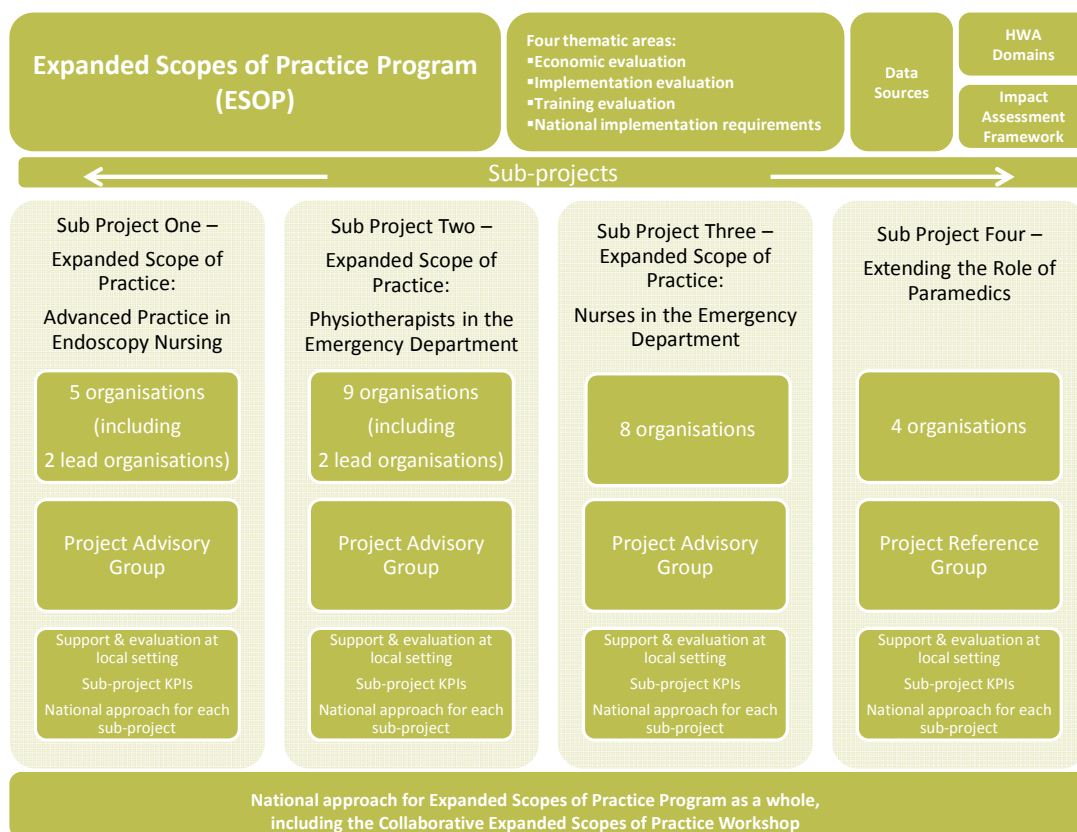 Expanded Scopes of Practice Program
(ESOP)
Four thematic areas:
▪Economic evaluation
▪Implementation evaluation
▪Training evaluation
▪National implementation requirements
Data
Sources
HWA
Domains
Impact
Assessment
Framework
Sub-projects
Sub Project One –
Expanded Scope of
Practice:
Advanced Practice in
Endoscopy Nursing
5 organisations
(including
2 lead organisations)
Project Advisory
Group
Support & evaluation at
local setting
Sub-project KPIs
National approach for each
sub-project
Sub Project Two –
Expanded Scope of
Practice:
Physiotherapists in the
Emergency Department
9 organisations
(including
2 lead organisations)
Project Advisory
Group
Support & evaluation at
local setting
Sub-project KPIs
National approach for each
sub-project
Sub Project Three –
Expanded Scope of
Practice:
Nurses in the Emergency
Department
8 organisations
Project Advisory
Group
Support & evaluation at
local setting
Sub-project KPIs
National approach for each
sub-project
Sub Project Four –
Extending the Role of
Paramedics
4 organisations
Project Reference
Group
Support & evaluation at
local setting
Sub-project KPIs
National approach for each
sub-project
National approach for Expanded Scopes of Practice Program as a whole,
including the Collaborative Expanded Scopes of Practice Workshop